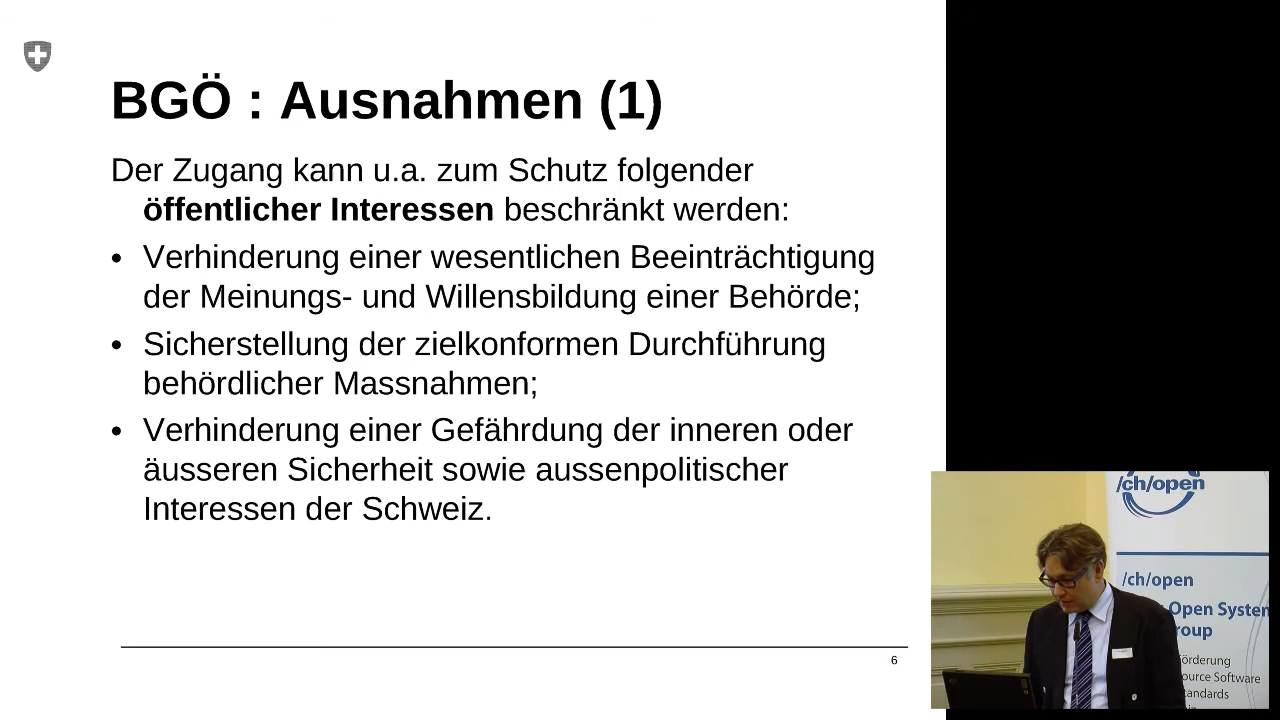 BGÖ : Ausnahmen (1)
Der Zugang kann u.a. zum Schutz folgender
öffentlicher Interessen beschränkt werden:
• Verhinderung einer wesentlichen Beeinträchtigung
der Meinungs- und Willensbildung einer Behörde;
• Sicherstellung der zielkonformen Durchführung
behördlicher Massnahmen;
• Verhinderung einer Gefährdung der inneren oder
äusseren Sicherheit sowie aussenpolitischer
Interessen der Schweiz.
6
/ch/open
/ch/open
Open System
roup
örderung
ource Software
tandards